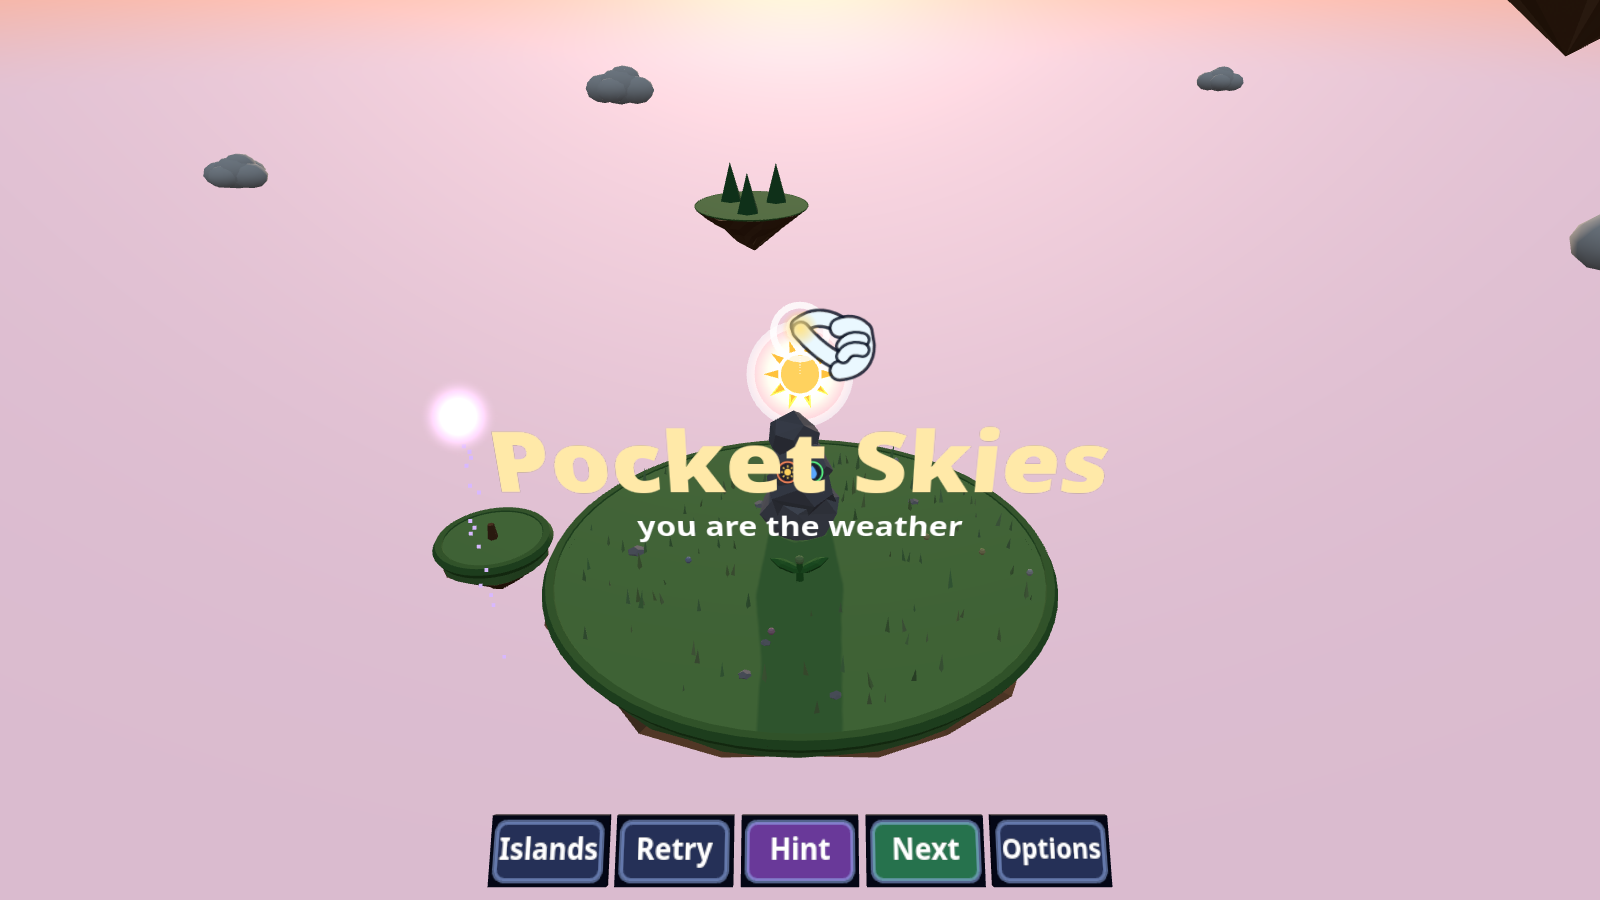 Pocket Skies
you are the weather
Islands
Retry
Hint
Next
Options